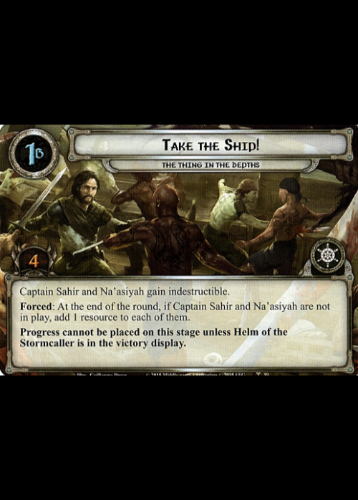 1B
TAKE THE SHIP!
THE THING IN THE DEPTHS
4
Captain Sahir and Na'asiyah gain indestructible.
Forced: At the end of the round, if Captain Sahir and Na'asiyah are not
in play, add 1 resource to each of them.
Progress cannot be placed on this stage unless Helm of the
Stormcaller is in the victory display.